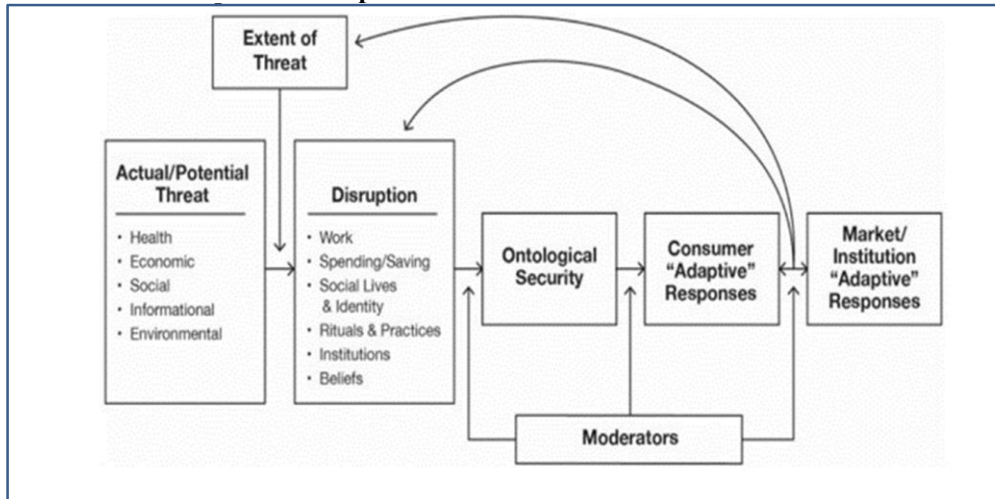 Extent of
Threat
Actual/Potential
Threat
• Health
• Economic
• Social
• Informational
• Environmental
Disruption
• Work
• Spending/Saving
• Social Lives
& Identity
• Rituals & Practices
• Institutions
• Beliefs
Ontological
Security
Consumer
“Adaptive”
Responses
Market/
Institution
“Adaptive”
Responses
Moderators